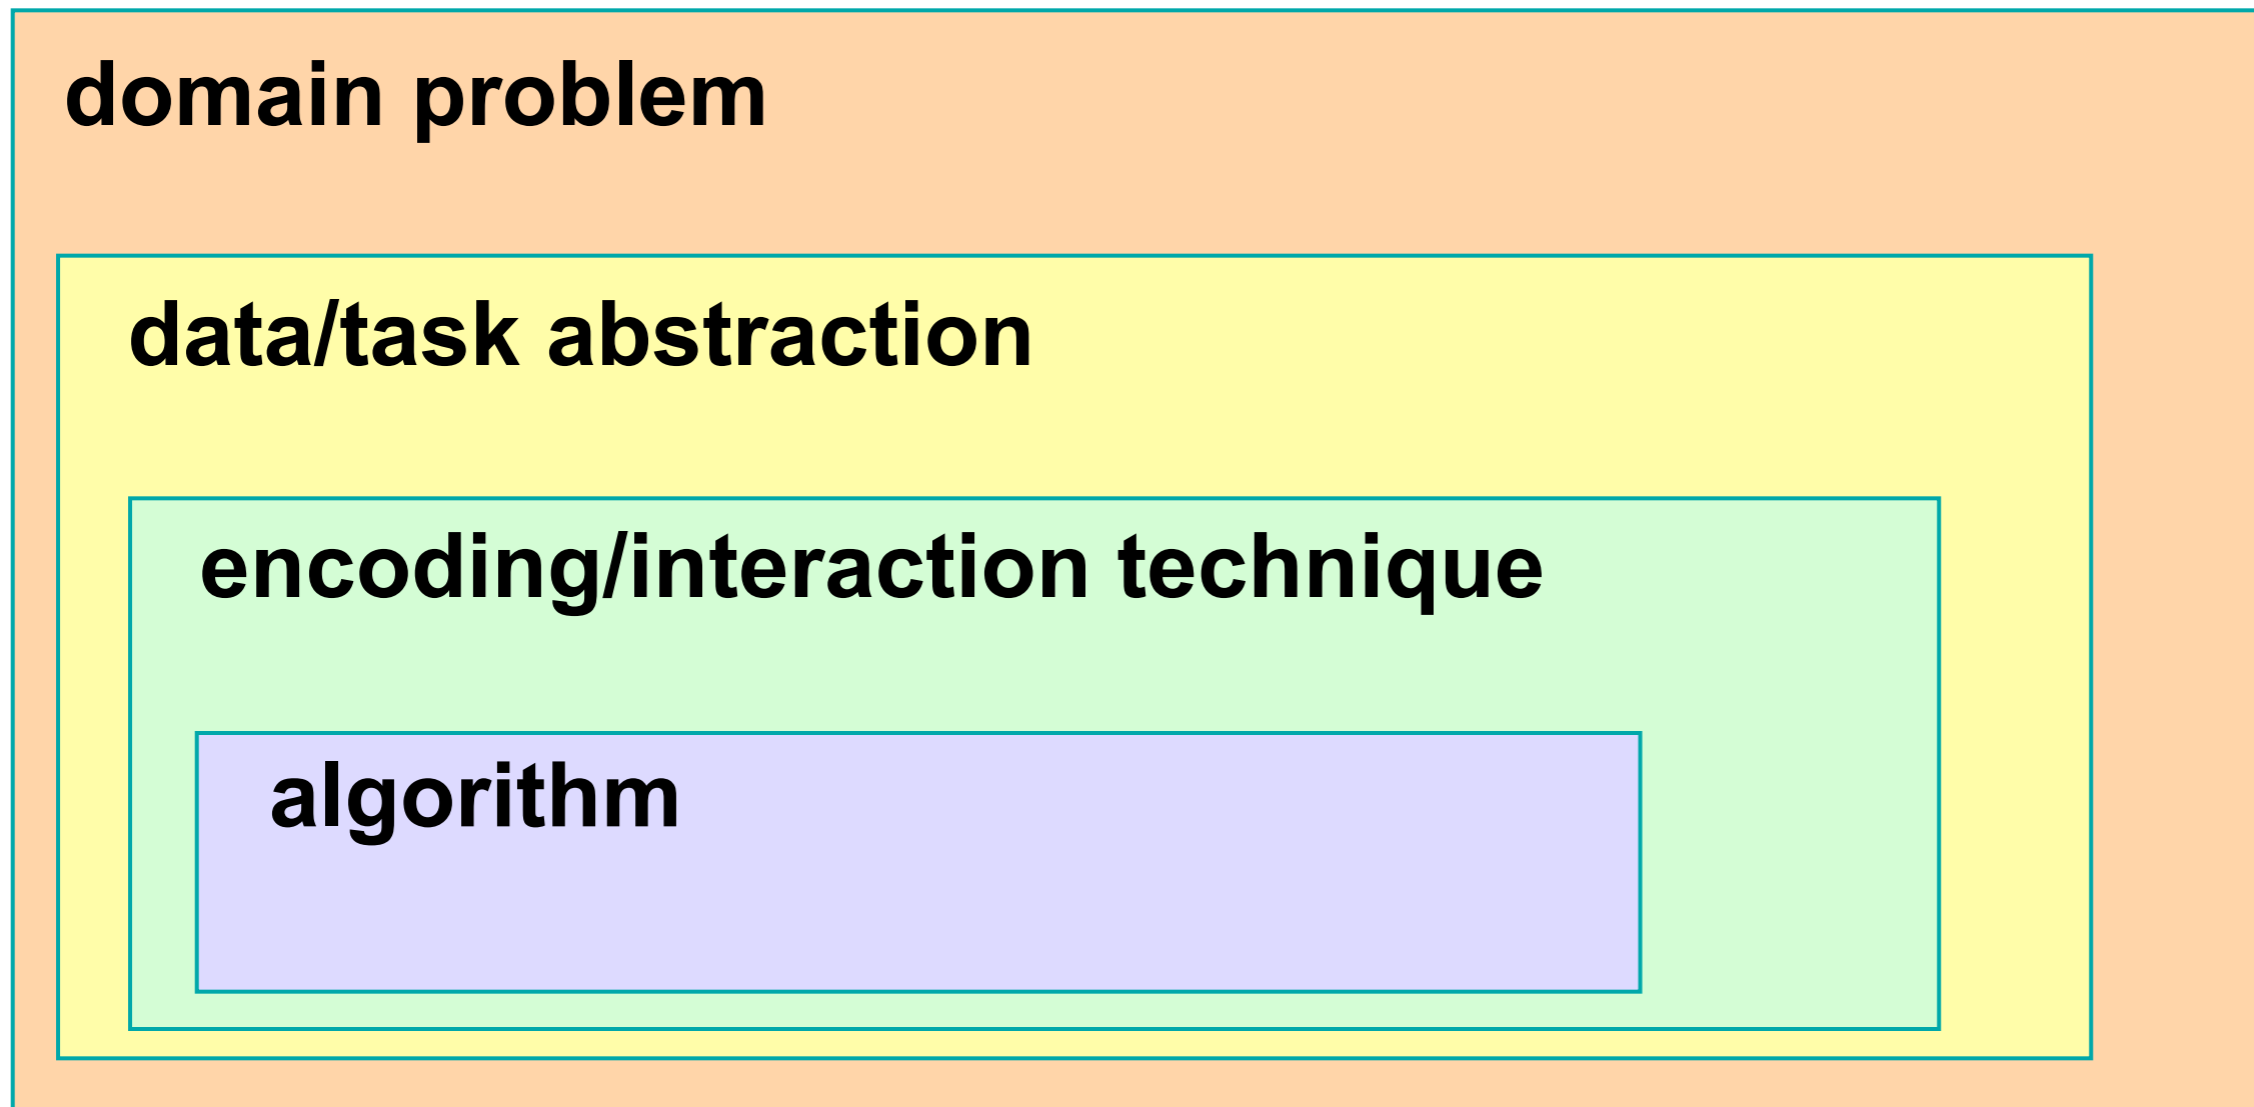 domain problem
data/task abstraction
encoding/interaction technique
algorithm